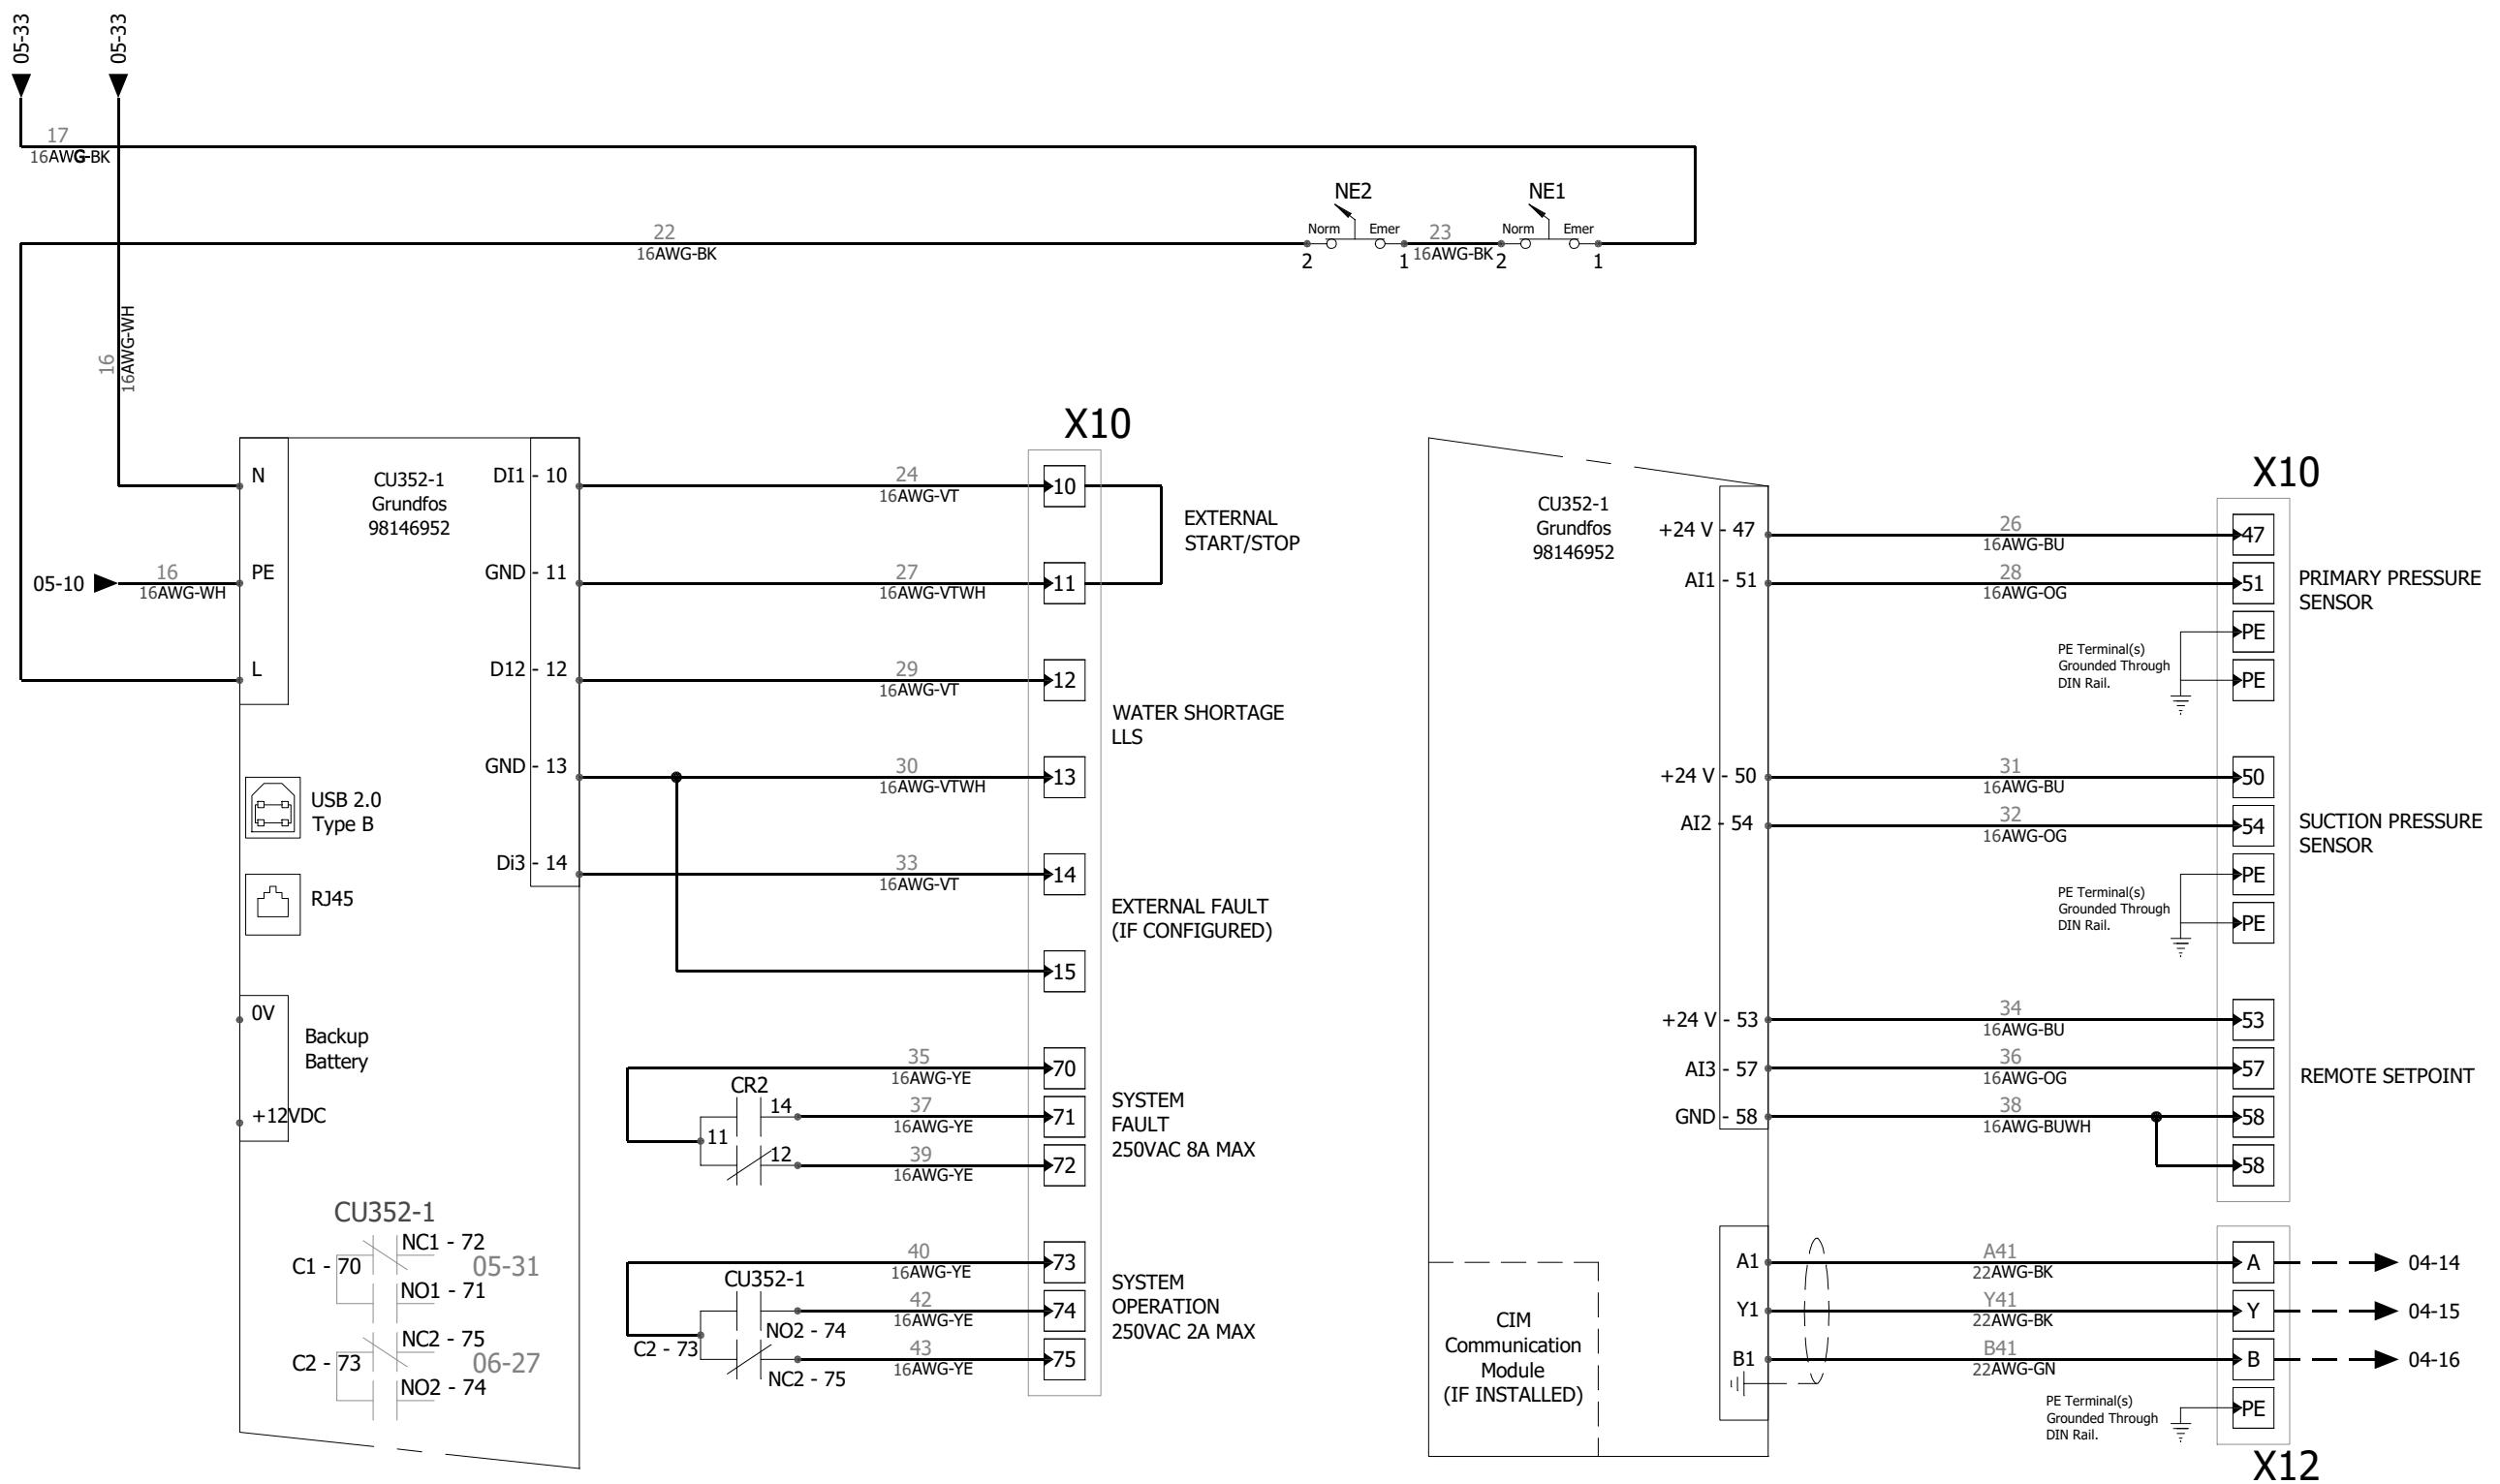 05-33
05-33
17
16AWG-BK
NE2
NE1
Norm
Emer
Norm
Emer
22
16AWG-BK
23
16AWG-BK
2
1
2
1
16
16AWG-WH
X10
N
CU352-1
Grundfos
98146952
DI1 - 10
24
16AWG-VT
10
EXTERNAL
START/STOP
05-10
16
16AWG-WH
PE
GND - 11
27
16AWG-VTWH
11
L
D12 - 12
29
16AWG-VT
12
WATER SHORTAGE
LLS
GND - 13
30
16AWG-VTWH
13
USB 2.0
Type B
Di3 - 14
33
16AWG-VT
14
RJ45
EXTERNAL FAULT
(IF CONFIGURED)
15
0V
Backup
Battery
+12VDC
35
16AWG-YE
70
CR2
14
37
16AWG-YE
71
11
12
39
16AWG-YE
72
SYSTEM
FAULT
250VAC 8A MAX
CU352-1
NC1 - 72
C1 - 70
05-31
NO1 - 71
NC2 - 75
C2 - 73
06-27
NO2 - 74
40
16AWG-YE
73
CU352-1
42
16AWG-YE
74
NO2 - 74
C2 - 73
43
16AWG-YE
75
NC2 - 75
SYSTEM
OPERATION
250VAC 2A MAX
X10
CU352-1
Grundfos
98146952
+24 V - 47
26
16AWG-BU
47
AI1 - 51
28
16AWG-OG
51
PRIMARY PRESSURE
SENSOR
PE
PE Terminal(s)
Grounded Through
DIN Rail.
PE
+24 V - 50
31
16AWG-BU
50
AI2 - 54
32
16AWG-OG
54
SUCTION PRESSURE
SENSOR
PE
PE Terminal(s)
Grounded Through
DIN Rail.
PE
+24 V - 53
34
16AWG-BU
53
AI3 - 57
36
16AWG-OG
57
REMOTE SETPOINT
GND - 58
38
16AWG-BUWH
58
58
A1
A41
22AWG-BK
A
04-14
Y1
Y41
22AWG-BK
Y
04-15
B1
B41
22AWG-GN
B
04-16
CIM
Communication
Module
(IF INSTALLED)
PE Terminal(s)
Grounded Through
DIN Rail.
PE
X12